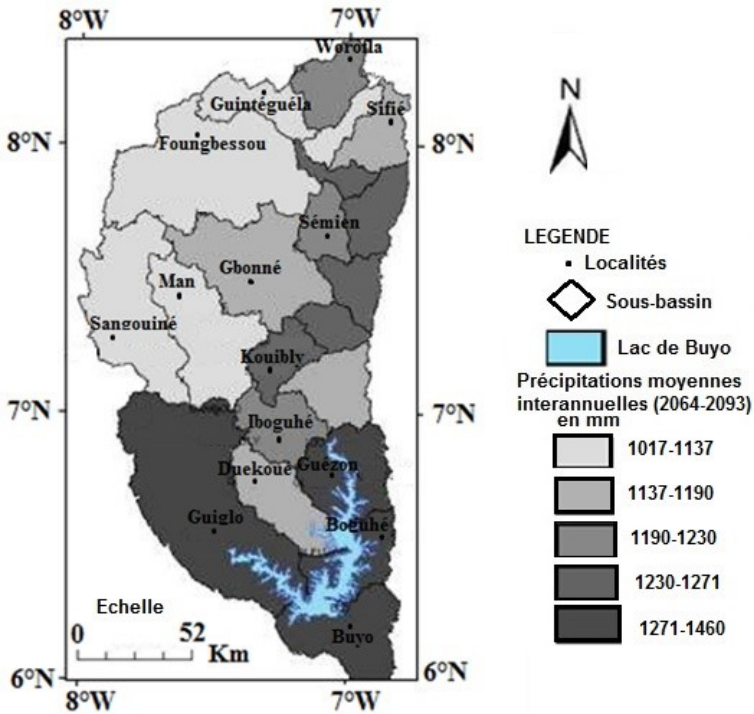 8°W
7°W
Worofla
Guintéguéla
Sifié
8°N
8°N
Foungbessou
Sémien
Gbonné
Man
Sangouiné
Kouibly
7°N
7°N
Iboguhé
Duekoué
Guézon
Guiglo
Boguhé
Buyo
Echelle
0
52
Km
6°N
6°N
8°W
7°W
N
LEGENDE
Localités
Sous-bassin
Lac de Buyo
Précipitations moyennes
interannuelles (2064-2093)
en mm
1017-1137
1137-1190
1190-1230
1230-1271
1271-1460